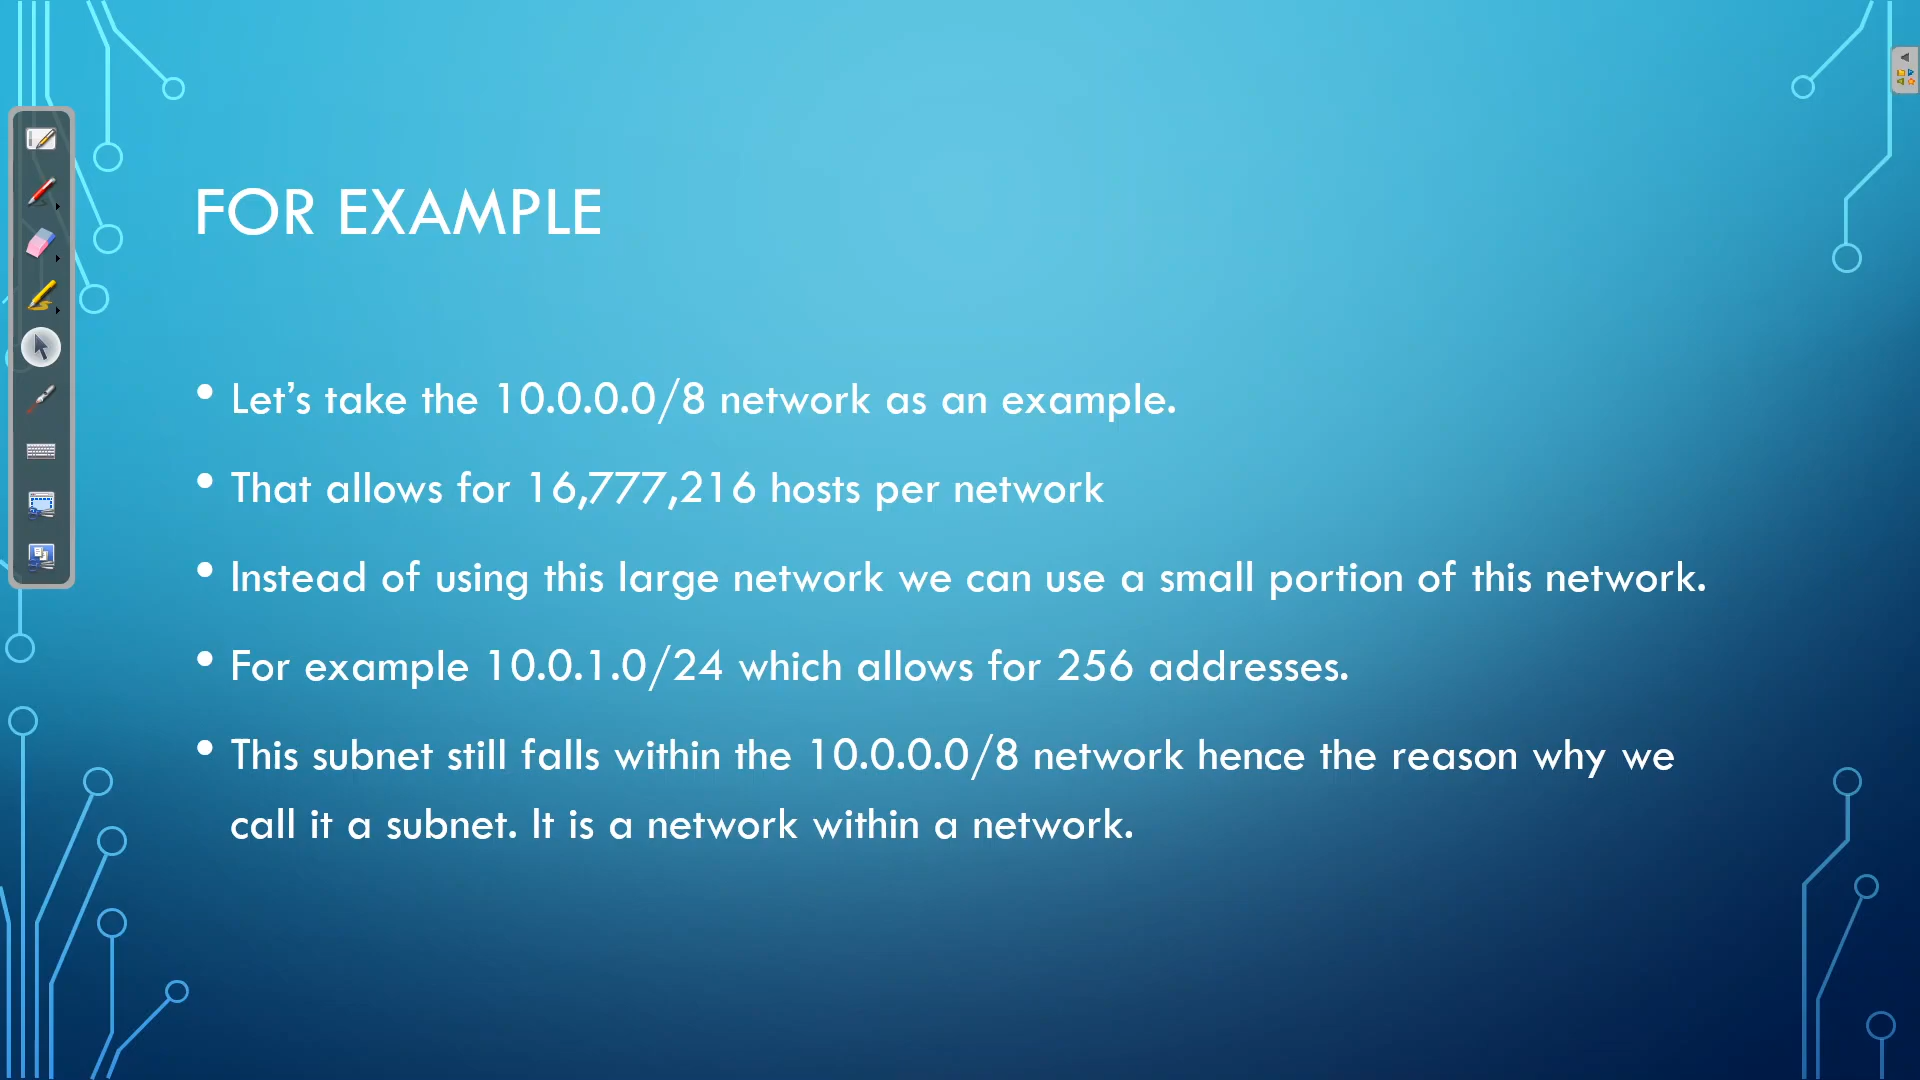 FOR EXAMPLE
• Let’s take the 10.0.0.0/8 network as an example.
• That allows for 16,777,216 hosts per network
• Instead of using this large network we can use a small portion of this network.
• For example 10.0.1.0/24 which allows for 256 addresses.
• This subnet still falls within the 10.0.0.0/8 network hence the reason why we
call it a subnet. It is a network within a network.